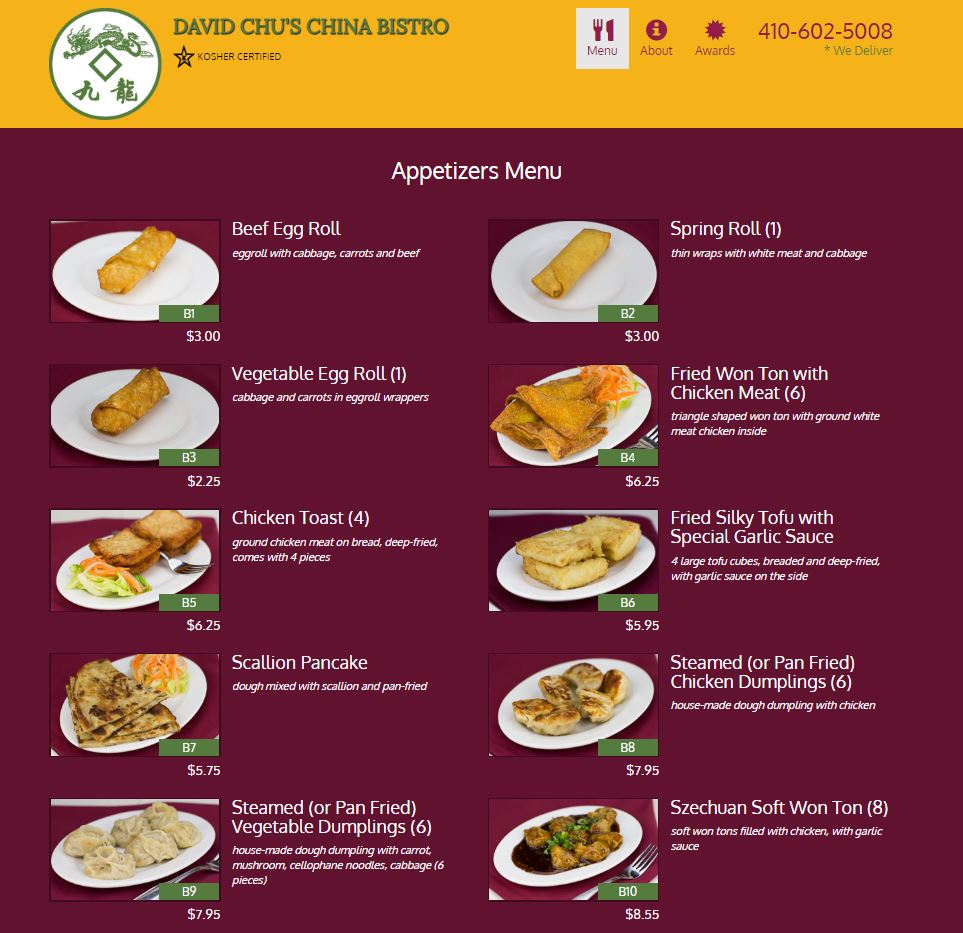 DAVID CHU'S CHINA BISTRO
KOSHER CERTIFIED
九 龍
Menu
About
Awards
410-602-5008
* We Deliver
Appetizers Menu
Beef Egg Roll
eggroll with cabbage, carrots and beef
B1
$3.00
Spring Roll (1)
thin wraps with white meat and cabbage
B2
$3.00
Vegetable Egg Roll (1)
cabbage and carrots in eggroll wrappers
B3
$2.25
Fried Won Ton with
Chicken Meat (6)
triangle shaped won ton with ground white
meat chicken inside
B4
$6.25
Chicken Toast (4)
ground chicken meat on bread, deep-fried,
comes with 4 pieces
B5
$6.25
Fried Silky Tofu with
Special Garlic Sauce
4 large tofu cubes, breaded and deep-fried,
with garlic sauce on the side
B6
$5.95
Scallion Pancake
dough mixed with scallion and pan-fried
B7
$5.75
Steamed (or Pan Fried)
Chicken Dumplings (6)
house-made dough dumpling with chicken
B8
$7.95
Steamed (or Pan Fried)
Vegetable Dumplings (6)
house-made dough dumpling with carrot,
mushroom, cellophane noodles, cabbage (6
pieces)
B9
$7.95
Szechuan Soft Won Ton (8)
soft won tons filled with chicken, with garlic
sauce
B10
$8.55